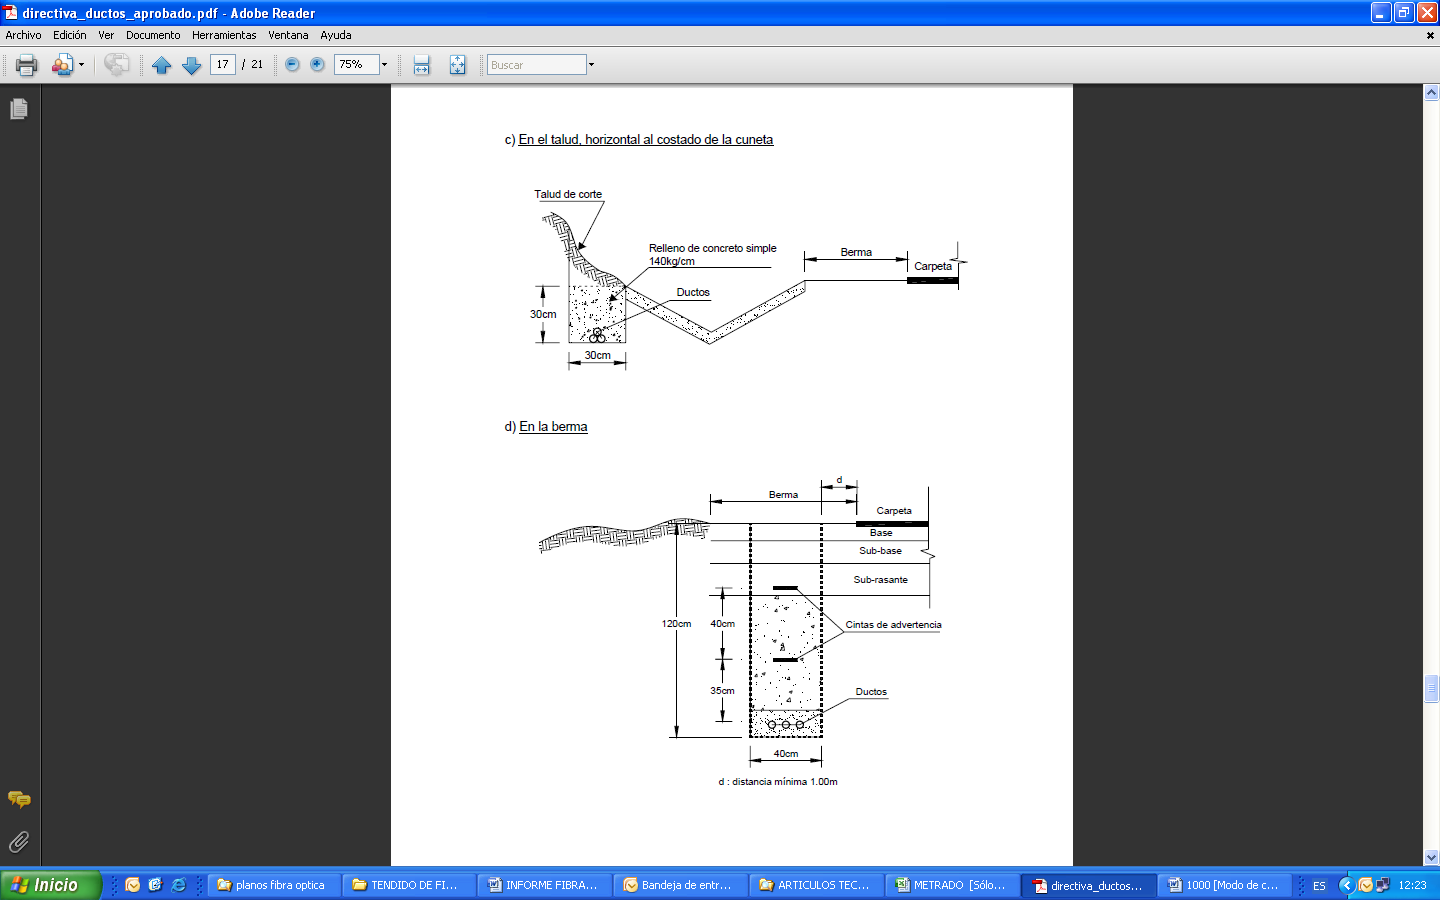 directiva_ductos_aprobado.pdf - Adobe Reader
Archivo Edición Ver Documento Herramientas Ventana Ayuda
17 / 21 75% Buscar
c) En el talud, horizontal al costado de la cuneta
Talud de corte
Relleno de concreto simple
140kg/cm
Berma
Carpeta
Ductos
30cm
30cm
d) En la berma
d
Berma
Carpeta
Base
Sub-base
Sub-rasante
120cm
40cm
Cintas de advertencia
35cm
Ductos
40cm
d : distancia mínima 1.00m
Inicio
planos fibra optica
TENDIDO DE FI...
INFORME FIBRA...
Bandeja de entr...
ARTICULOS TEC...
METRADO [Sólo...
directiva_ductos...
1000 [Modo de c...
ES
12:23